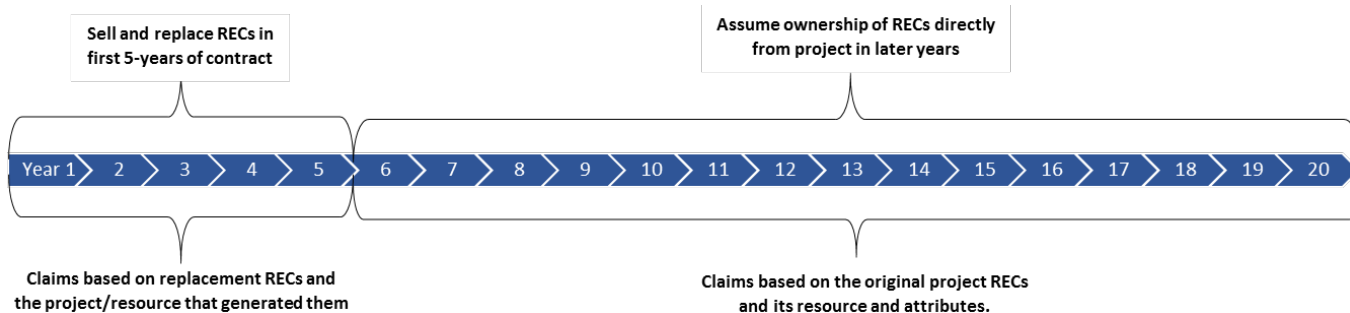 Sell and replace RECs in
first 5-years of contract
Assume ownership of RECs directly
from project in later years
Year 1 2 3 4 5 6 7 8 9 10 11 12 13 14 15 16 17 18 19 20
Claims based on replacement RECs and
the project/resource that generated them
Claims based on the original project RECs
and its resource and attributes.